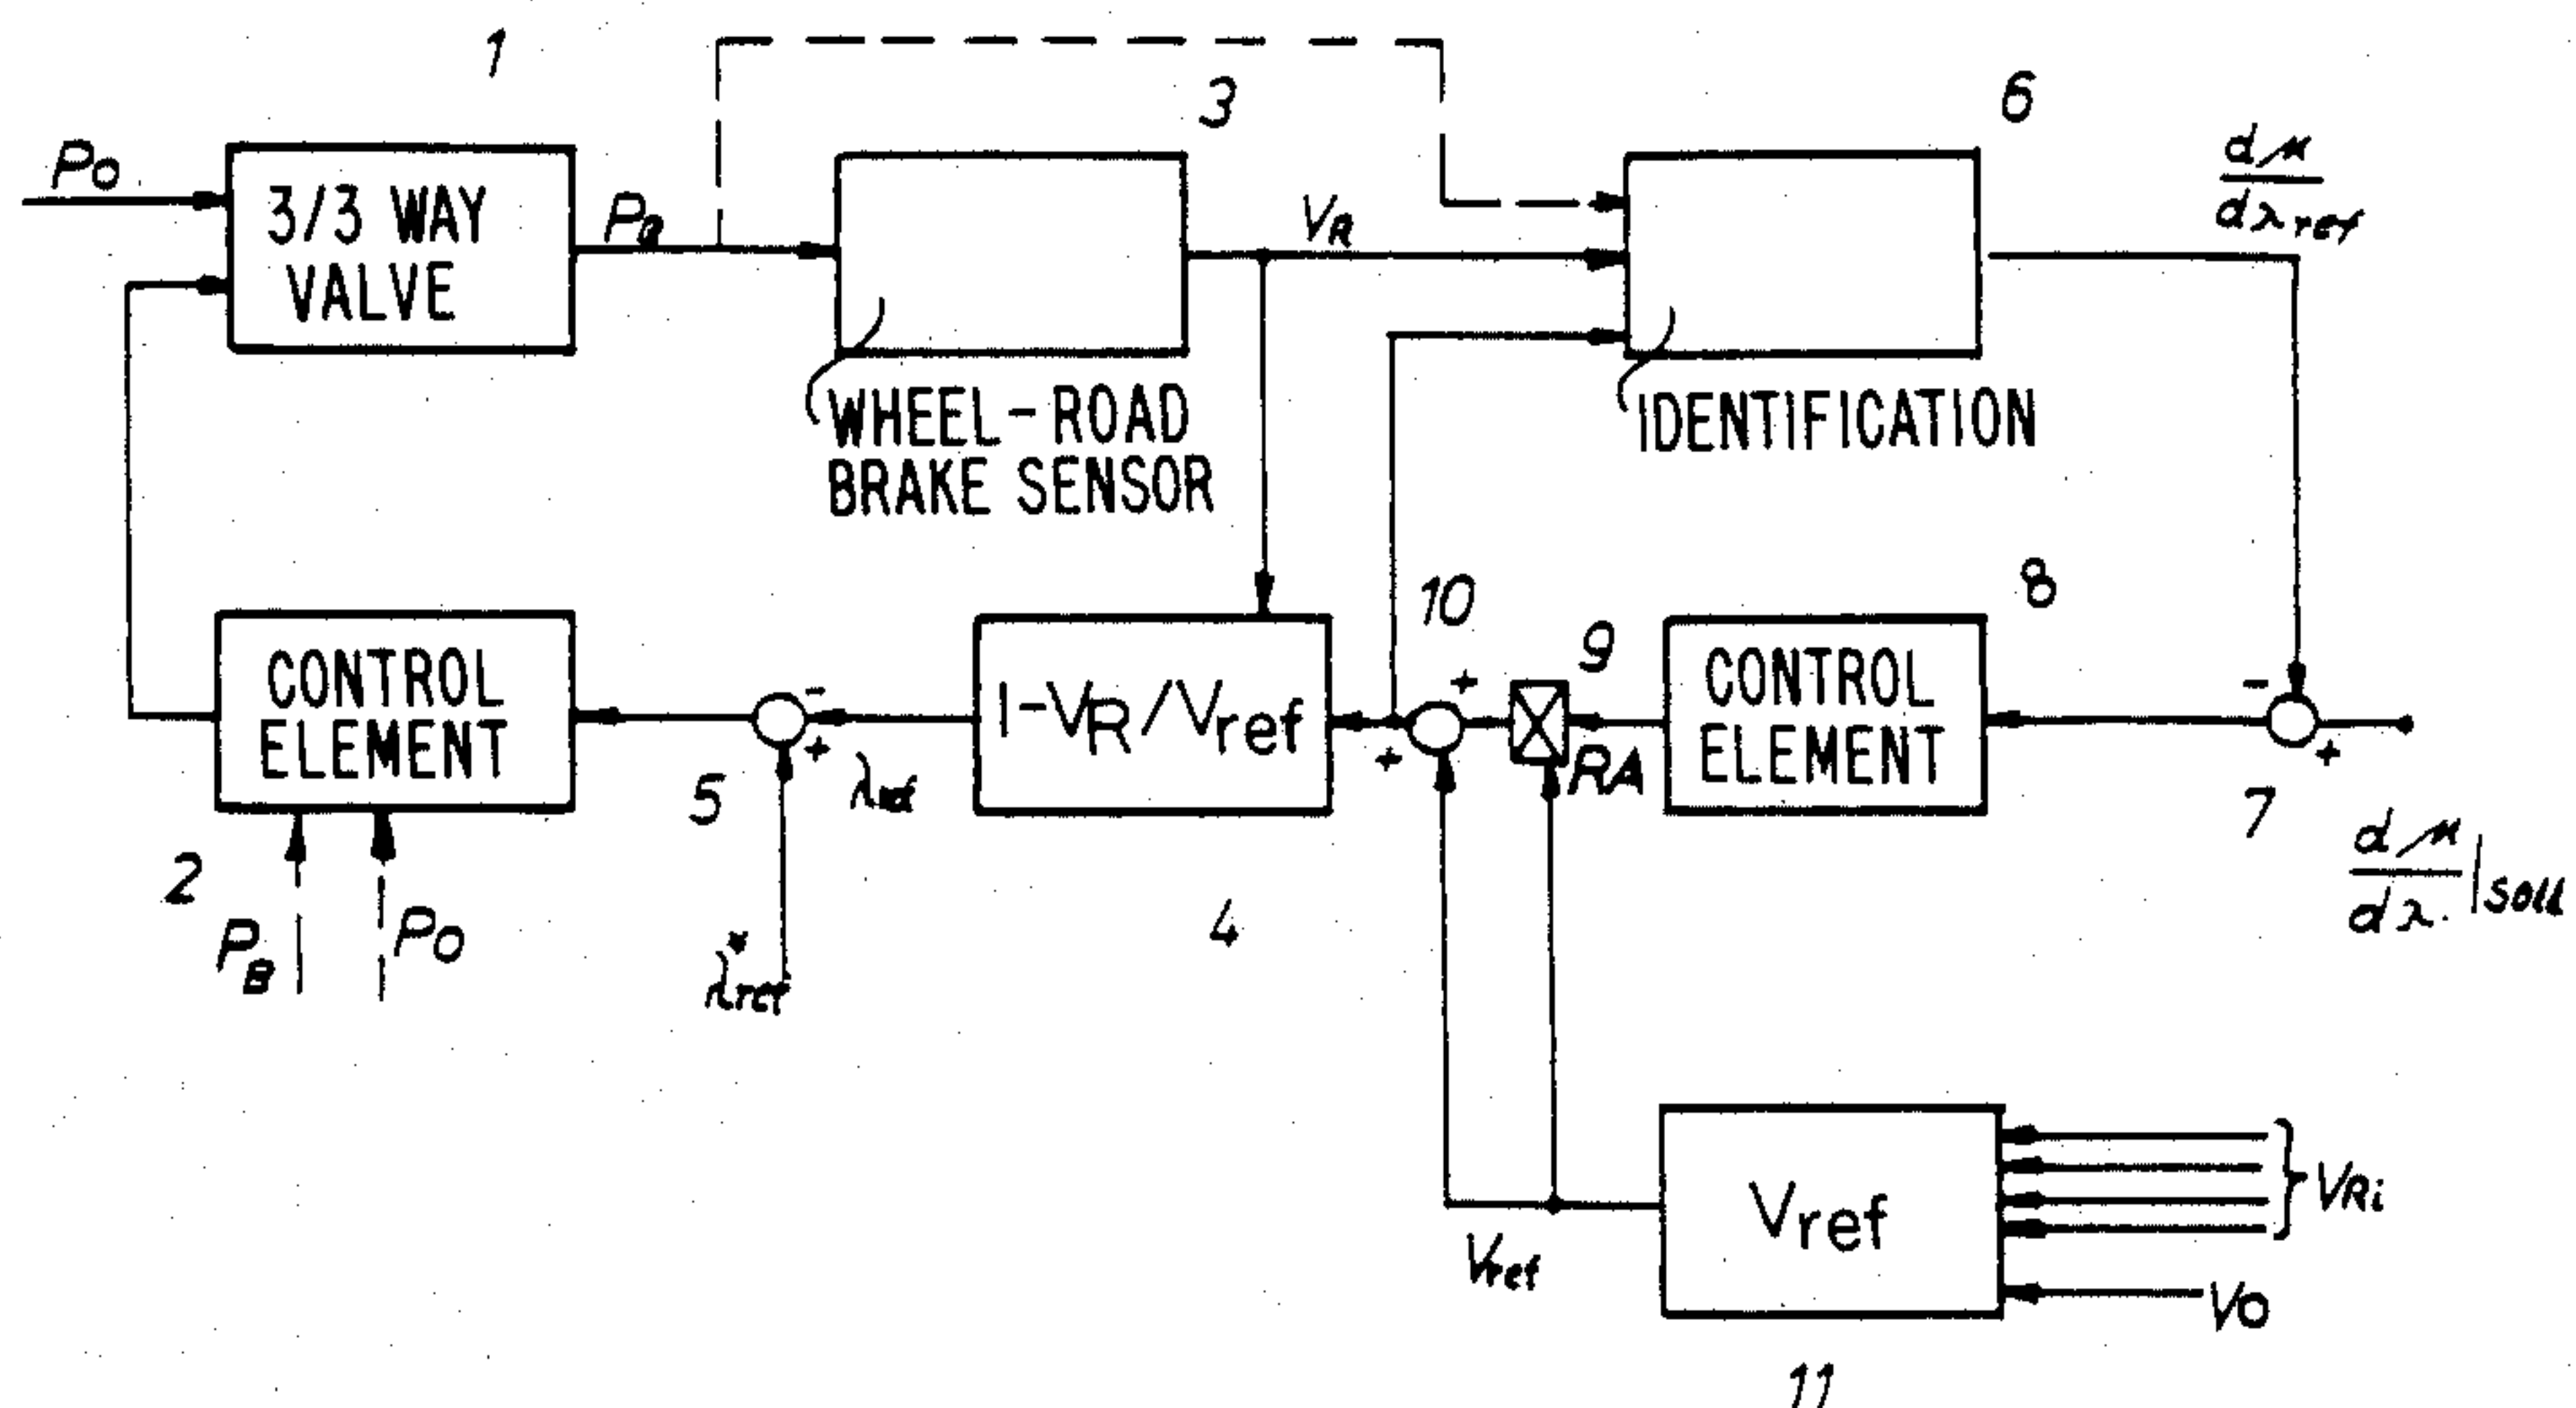 1
3
6
Po
3/3 WAY
VALVE
PB
VR
dμ
dλref
WHEEL-ROAD
BRAKE SENSOR
IDENTIFICATION
10
9
8
CONTROL
ELEMENT
-
+
5
1-VR/Vref
+
+
RA
CONTROL
ELEMENT
-
+
7
2
PB
Po
λ*ref
4
dμ
dλ
soll
Vref
Vref
VRi
Vo
11